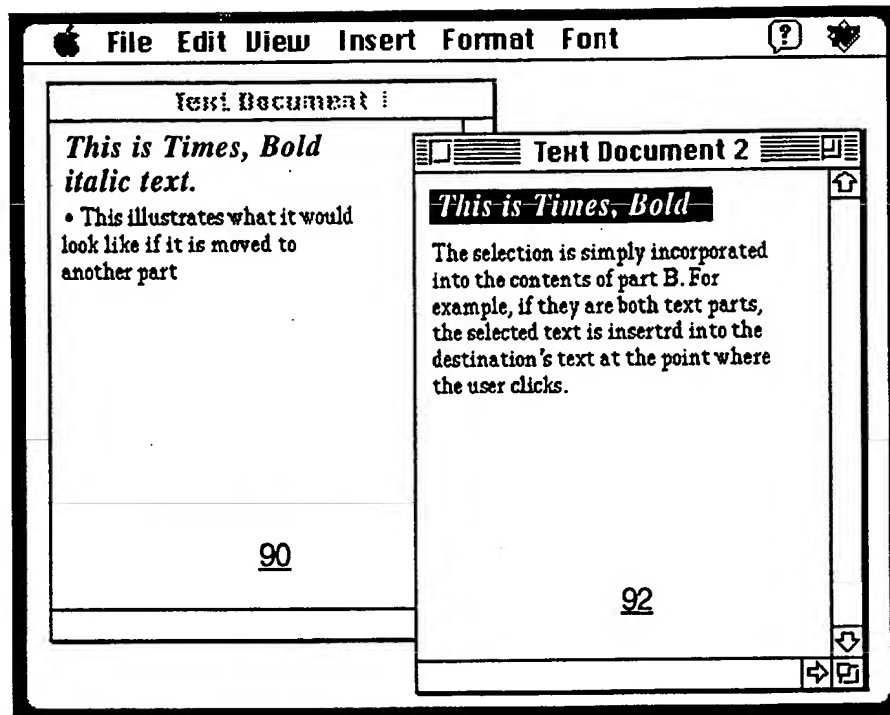 File Edit View Insert Format Font
Text Document 1
This is Times, Bold
italic text.
• This illustrates what it would
look like if it is moved to
another part
90
Text Document 2
This is Times, Bold
The selection is simply incorporated
into the contents of part B. For
example, if they are both text parts,
the selected text is insertrd into the
destination's text at the point where
the user clicks.
92